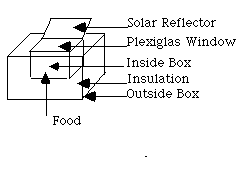 Solar Reflector
Plexiglas Window
Inside Box
Insulation
Outside Box
Food